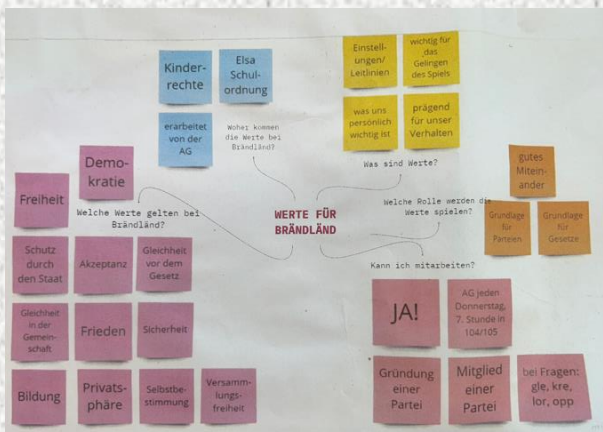 Kinder-
rechte
Elsa
Schul-
ordnung
erarbeitet
von der
AG
Woher kommen
die Werte bei
Brändländ?
Einstell-
ungen/
Leitlinien
wichtig für
das
Gelingen
des Spiels
was uns
persönlich
wichtig ist
prägend
für unser
Verhalten
Was sind Werte?
gutes
Mitein-
ander
Grundlage
für
Parteien
Grundlage
für
Gesetze
Welche Rolle werden die
Werte spielen?
WERTE FÜR
BRÄNDLÄND
Demo-
kratie
Freiheit
Welche Werte gelten bei
Brändländ?
Schutz
durch
den Staat
Akzeptanz
Gleichheit
vor dem
Gesetz
Gleichheit
in der
Gemein-
schaft
Frieden
Sicherheit
Bildung
Privats-
phäre
Selbstbe-
stimmung
Versamm-
lungs-
freiheit
Kann ich mitarbeiten?
JA!
AG jeden
Donnerstag,
7. Stunde in
104/105
Gründung
einer
Partei
Mitglied
einer
Partei
bei Fragen:
gle, kre,
lor, opp